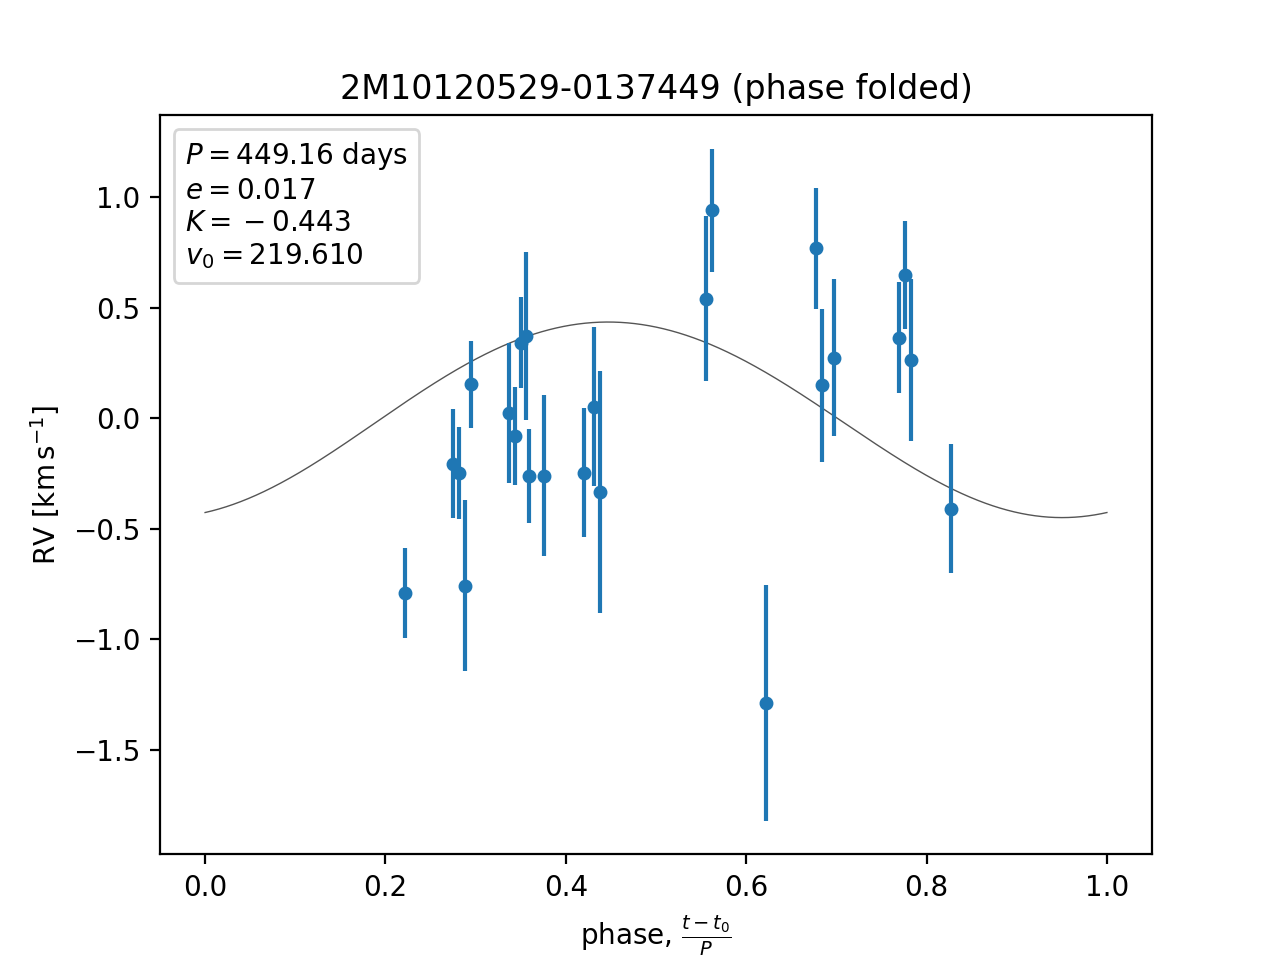 2M10120529-0137449 (phase folded)
P = 449.16 days
e = 0.017
K = −0.443
v₀ = 219.610
1.0
0.5
0.0
−0.5
−1.0
−1.5
RV [km s⁻¹]
0.0 0.2 0.4 0.6 0.8 1.0
phase, (t − t₀)/P